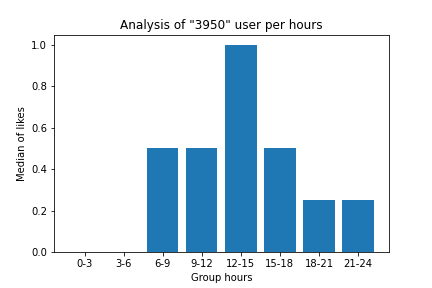 Analysis of "3950" user per hours
Median of likes
1.0
0.8
0.6
0.4
0.2
0.0
0-3 3-6 6-9 9-12 12-15 15-18 18-21 21-24
Group hours